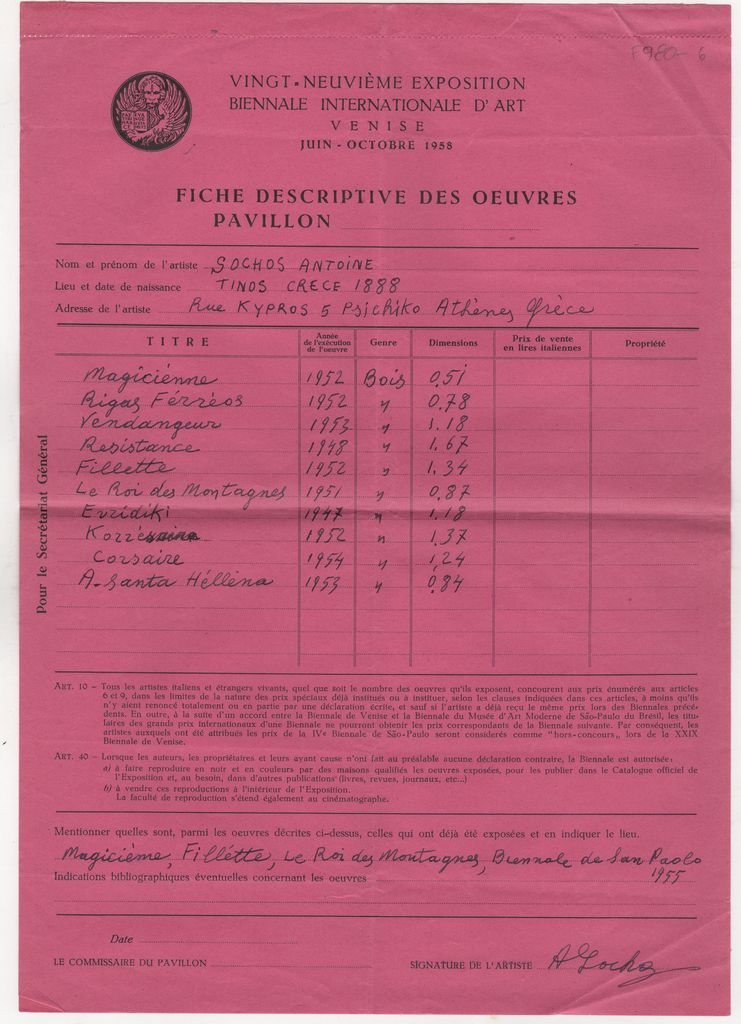 F980-6
VINGT-NEUVIÈME EXPOSITION
BIENNALE INTERNATIONALE D'ART
VENISE
JUIN - OCTOBRE 1958
FICHE DESCRIPTIVE DES OEUVRES
PAVILLON
Nom et prénom de l'artiste SOCHOS ANTOINE
Lieu et date de naissance TINOS CRECE 1888
Adresse de l'artiste Rue KYPROS 5 Psichiko Athènes Grèce
TITRE Année de l'exécution de l'oeuvre Genre Dimensions Prix de vente en lires italiennes Propriété
Magiciénne 1952 Bois 0,51
Rigas Férréos 1952 " 0.78
Vendangeur 1953 " 1.18
Resistance 1948 " 1.67
Fillette 1952 " 1.34
Le Roi des Montagnes 1951 " 0,87
Evridiki 1947 " 1.18
1952 " 1,37
Corsaire 1954 " 1,24
A-Santa Héllèna 1953 " 0,84
Pour le Secrétariat Général
ART. 10 – Tous les artistes italiens et étrangers vivants, quel que soit le nombre des oeuvres qu'ils exposent, concourent aux prix énumérés aux articles
6 et 9, dans les limites de la nature des prix spéciaux déjà institués ou à instituer, selon les clauses indiquées dans ces articles, à moins qu'ils
n'y aient renoncé totalement ou en partie par une déclaration écrite, et sauf si l'artiste a déjà reçu le même prix lors des Biennales précé-
dents. En outre, à la suite d'un accord entre la Biennale de Venise et la Biennale du Musée d'Art Moderne de São-Paulo du Brésil, les titu-
laires des grands prix internationaux d'une Biennale ne pourront obtenir les prix correspondants de la Biennale suivante. Par conséquent, les
artistes auxquels ont été attribués les prix de la IVe Biennale de São-Paulo seront considérés comme "hors-concours„ lors de la XXIX
Biennale de Venise.
ART. 40 – Lorsque les auteurs, les propriétaires et leurs ayant cause n'ont fait au préalable aucune déclaration contraire, la Biennale est autorisée:
a) à faire reproduire en noir et en couleurs par des maisons qualifiés les oeuvres exposées, pour les publier dans le Catalogue officiel de
l'Exposition et, au besoin, dans d'autres publications (livres, revues, journaux, etc...)
b) à vendre ces reproductions à l'intérieur de l'Exposition.
La faculté de reproduction s'étend également au cinématographe.
Mentionner quelles sont, parmi les oeuvres décrites ci-dessus, celles qui ont déjà été exposées et en indiquer le lieu.
Magiciènne, Fillétte, Le Roi des Montagnes, Biennale de San Paolo
1955
Indications bibliographiques éventuelles concernant les oeuvres
Date
LE COMMISSAIRE DU PAVILLON
SIGNATURE DE L'ARTISTE A Sochos